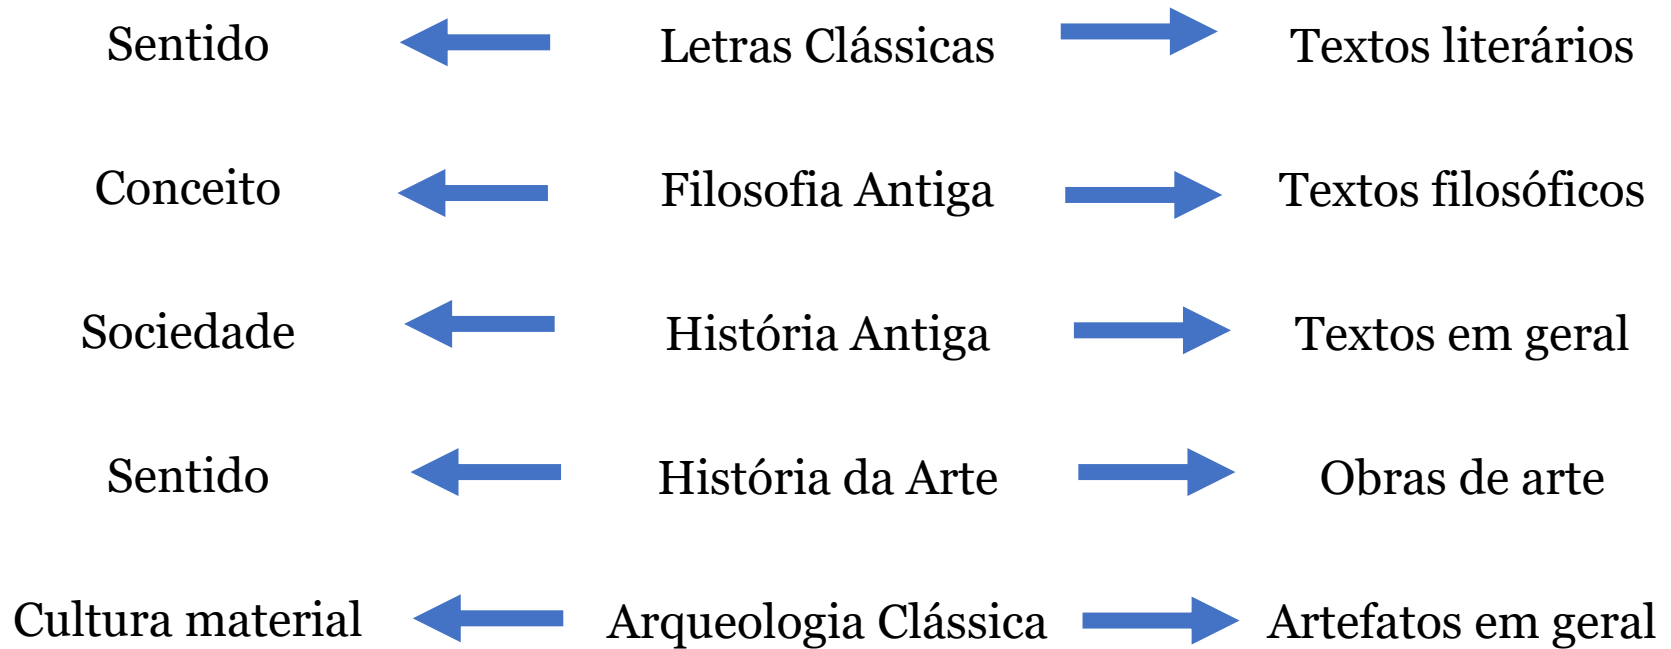 Sentido Letras Clássicas Textos literários
Conceito Filosofia Antiga Textos filosóficos
Sociedade História Antiga Textos em geral
Sentido História da Arte Obras de arte
Cultura material Arqueologia Clássica Artefatos em geral